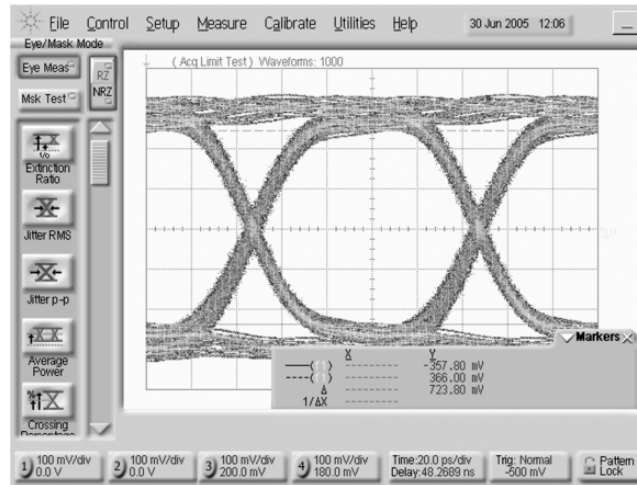 File Control Setup Measure Calibrate Utilities Help 30 Jun 2005 12:06
Eye/Mask Mode
Eye Meas
RZ
NRZ
Msk Test
( Acq Limit Test ) Waveforms: 1000
Extinction
Ratio
Jitter RMS
Jitter p-p
Average
Power
Crossing
Percentage
Markers
X Y
-357.80 mV
366.00 mV
Δ 723.80 mV
1/ΔX
1 100 mV/div 0.0 V
2 100 mV/div 0.0 V
3 100 mV/div 200.0 mV
4 100 mV/div 180.0 mV
Time:20.0 ps/div Delay:48.2689 ns
Trig: Normal -500 mV
Pattern Lock